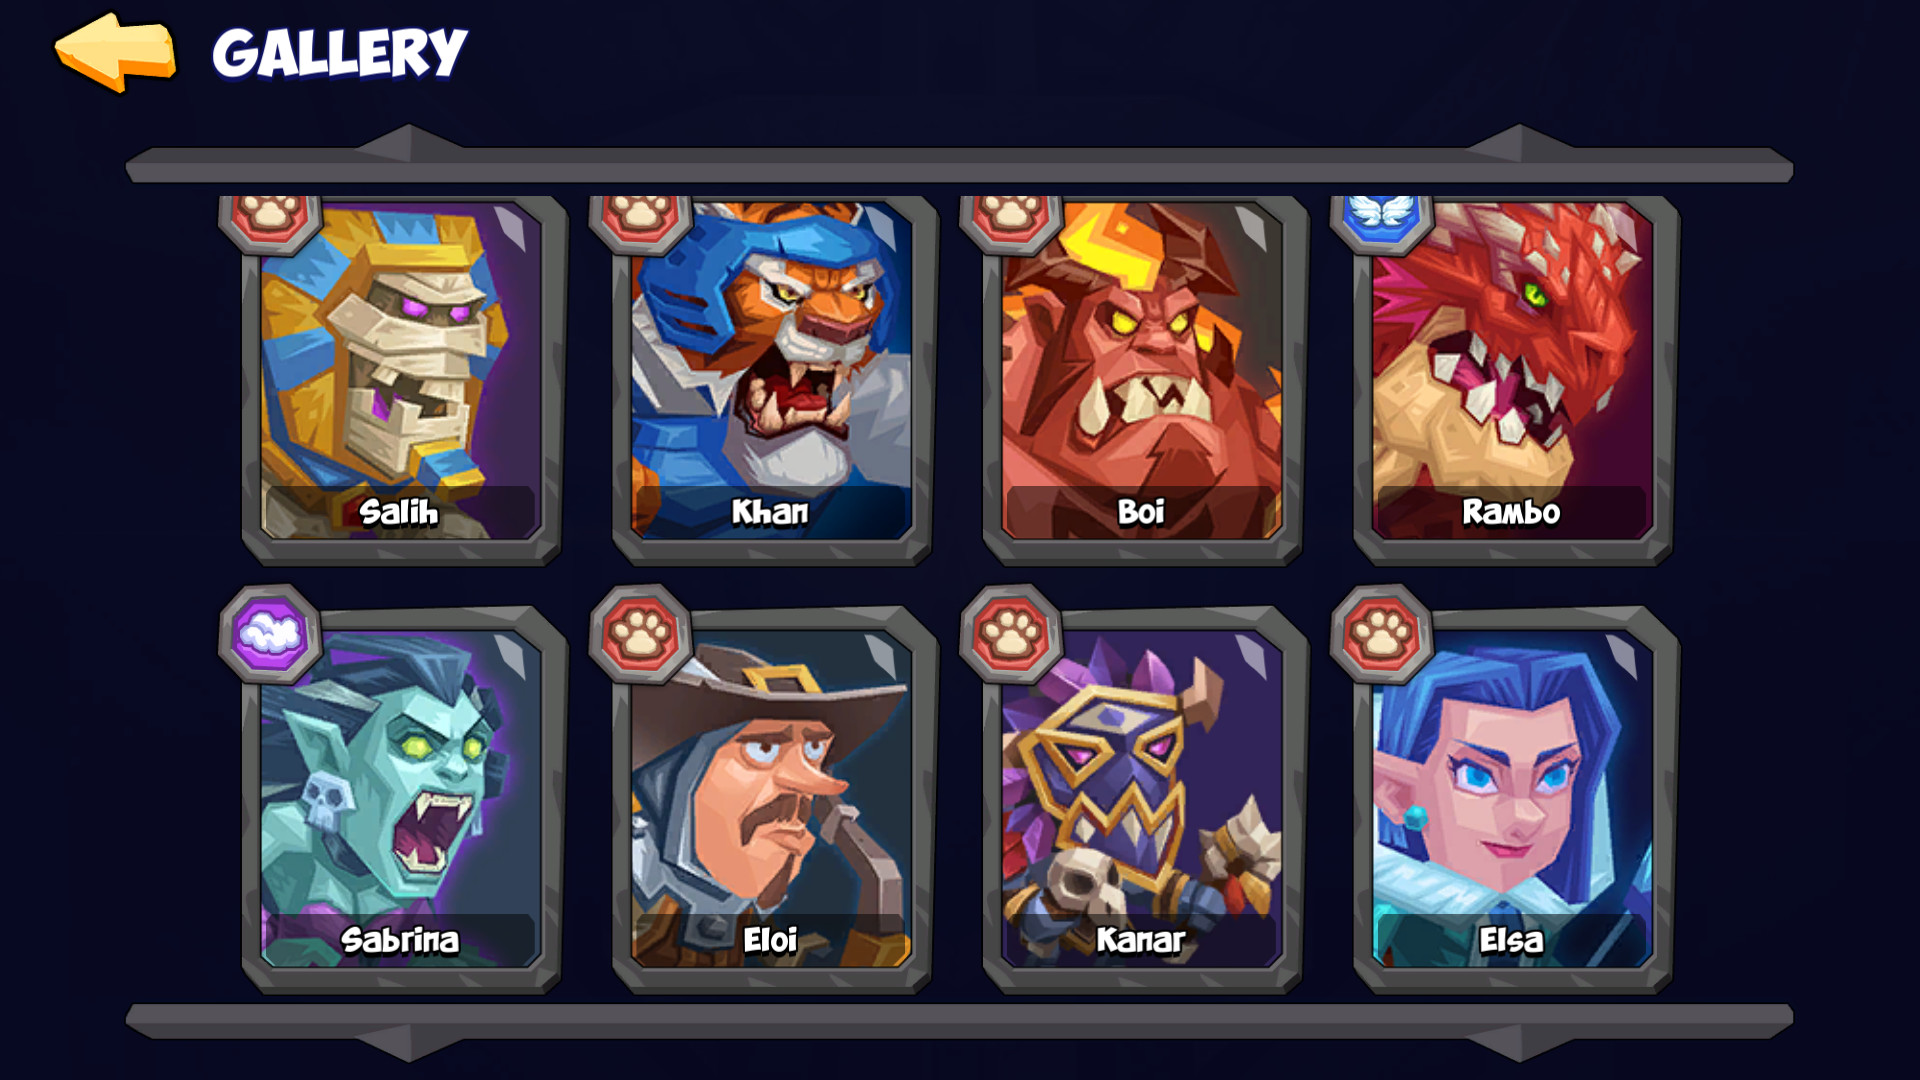 GALLERY
Salih
Khan
Boi
Rambo
Sabrina
Eloi
Kanar
Elsa